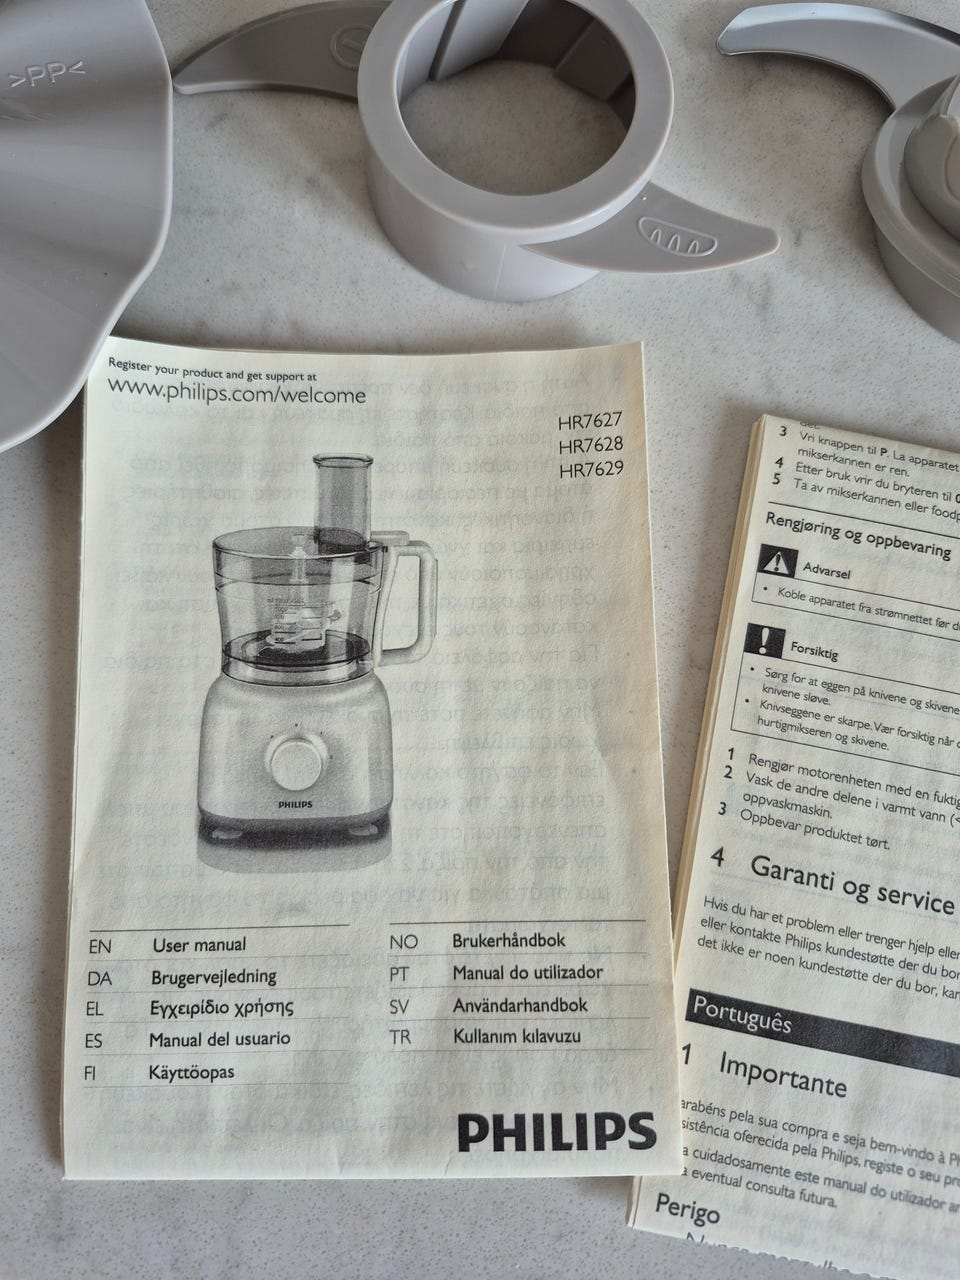 >PP<
Register your product and get support at
www.philips.com/welcome
HR7627
HR7628
HR7629
PHILIPS
EN User manual
DA Brugervejledning
EL Εγχειρίδιο χρήσης
ES Manual del usuario
FI Käyttöopas
NO Brukerhåndbok
PT Manual do utilizador
SV Användarhandbok
TR Kullanım kılavuzu
PHILIPS
3 Vri knappen til P. La apparatet
mikserkannen er ren.
4 Etter bruk vrir du bryteren til 0
5 Ta av mikserkannen eller
Rengjøring og oppbevaring
Advarsel
• Koble apparatet fra strømnettet før
Forsiktig
• Sørg for at eggen på knivene og skivene
knivene sløve.
• Knivseggene er skarpe. Vær forsiktig når
hurtigmikseren og skivene.
1 Rengjør motorenheten med en
2 Vask de andre delene i varmt vann (<
oppvaskmaskin.
3 Oppbevar produktet tørt.
4 Garanti og service
Hvis du har et problem eller trenger hjelp
eller kontakte Philips kundestøtte der du bor
det ikke er noen kundestøtte der du bor, kan
Português
1 Importante
pela sua compra e seja bem-vindo à
oferecida pela Philips, registe o seu
cuidadosamente este manual do utilizador
eventual consulta futura.
Perigo